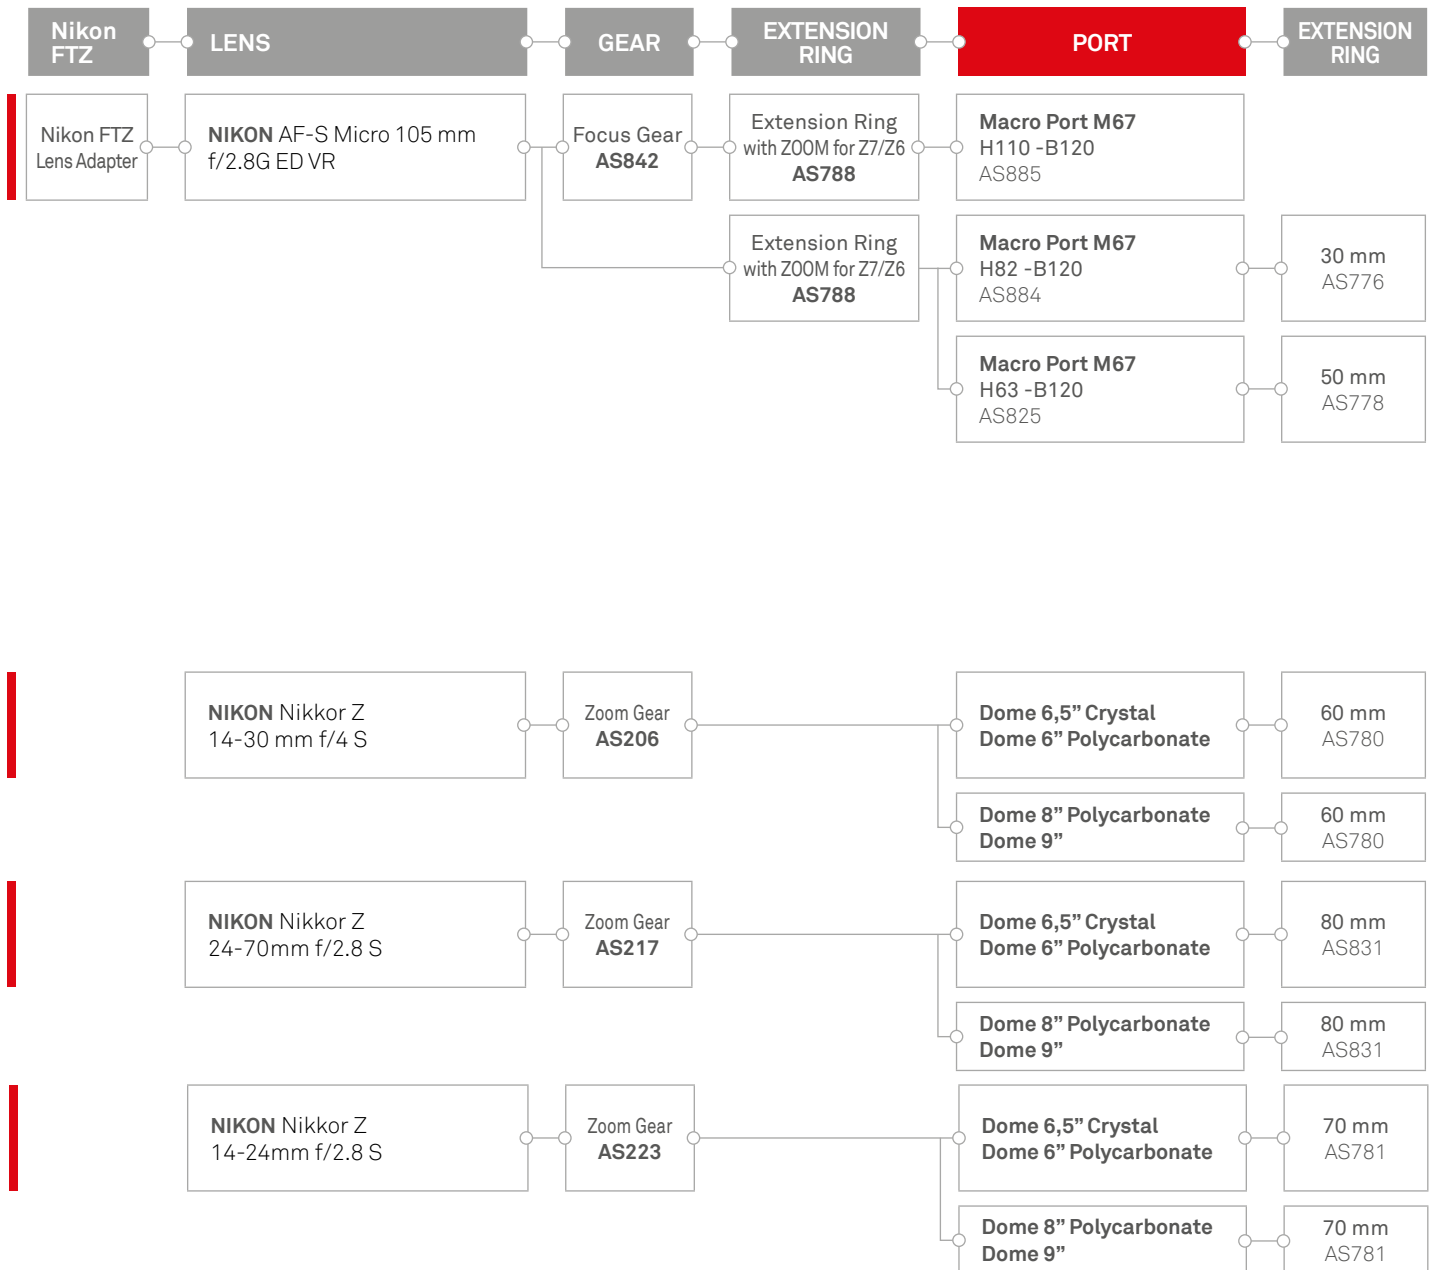 Nikon
FTZ
LENS
GEAR
EXTENSION
RING
PORT
EXTENSION
RING
Nikon FTZ
Lens Adapter
NIKON AF-S Micro 105 mm
f/2.8G ED VR
Focus Gear
AS842
Extension Ring
with ZOOM for Z7/Z6
AS788
Macro Port M67
H110 -B120
AS885
Extension Ring
with ZOOM for Z7/Z6
AS788
Macro Port M67
H82 -B120
AS884
30 mm
AS776
Macro Port M67
H63 -B120
AS825
50 mm
AS778
NIKON Nikkor Z
14-30 mm f/4 S
Zoom Gear
AS206
Dome 6,5” Crystal
Dome 6” Polycarbonate
60 mm
AS780
Dome 8” Polycarbonate
Dome 9”
60 mm
AS780
NIKON Nikkor Z
24-70mm f/2.8 S
Zoom Gear
AS217
Dome 6,5” Crystal
Dome 6” Polycarbonate
80 mm
AS831
Dome 8” Polycarbonate
Dome 9”
80 mm
AS831
NIKON Nikkor Z
14-24mm f/2.8 S
Zoom Gear
AS223
Dome 6,5” Crystal
Dome 6” Polycarbonate
70 mm
AS781
Dome 8” Polycarbonate
Dome 9”
70 mm
AS781